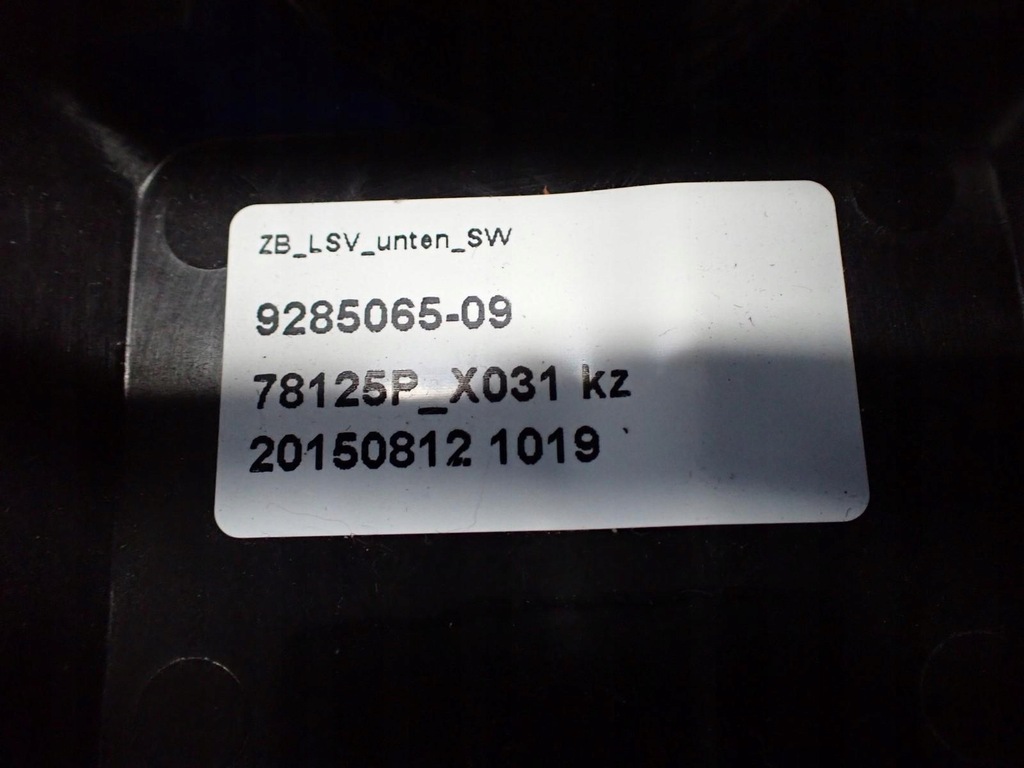 ZB_LSV_unten_SW
9285065-09
78125P_X031 kz
20150812 1019